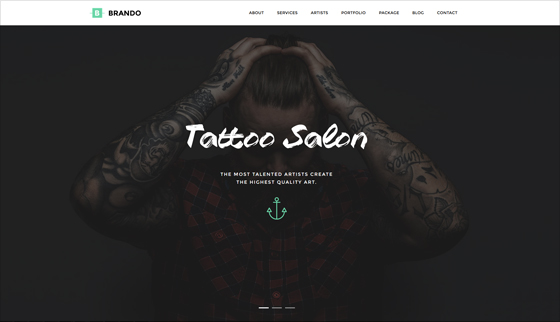 B BRANDO
ABOUT SERVICES ARTISTS PORTFOLIO PACKAGE BLOG CONTACT
Tattoo Salon
THE MOST TALENTED ARTISTS CREATE
THE HIGHEST QUALITY ART.